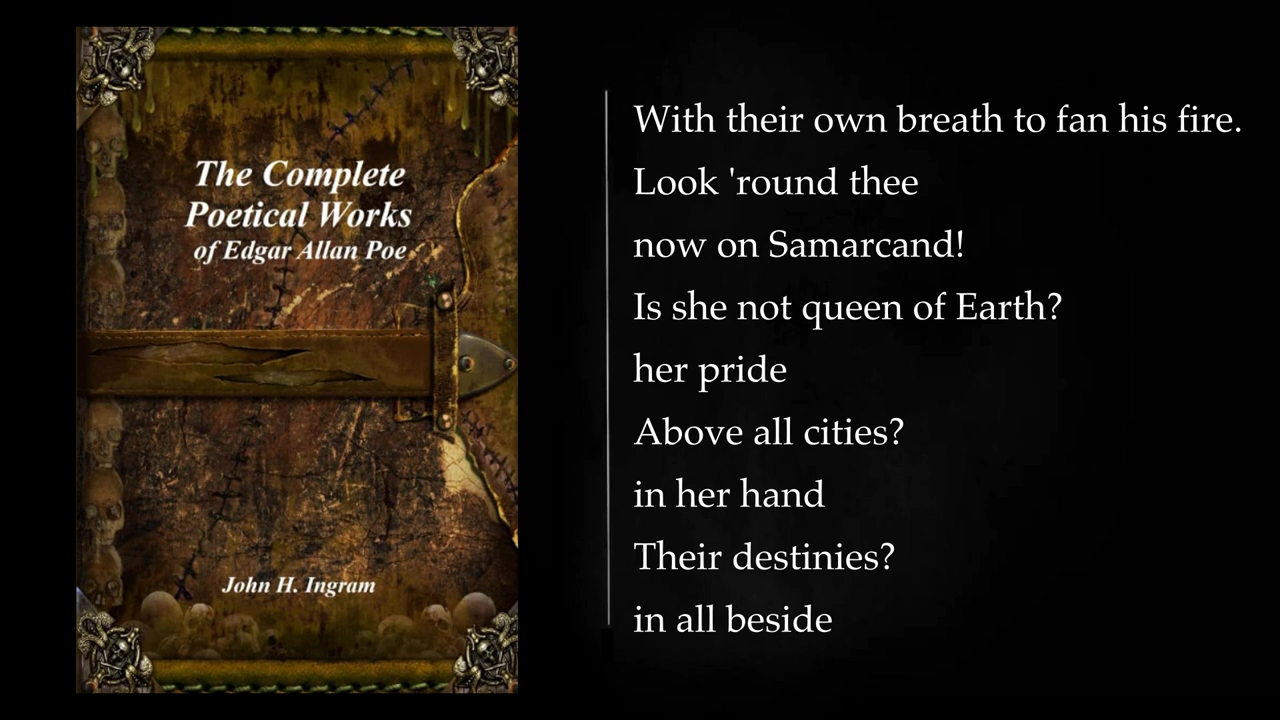 The Complete
Poetical Works
of Edgar Allan Poe
John H. Ingram
With their own breath to fan his fire.
Look 'round thee
now on Samarcand!
Is she not queen of Earth?
her pride
Above all cities?
in her hand
Their destinies?
in all beside